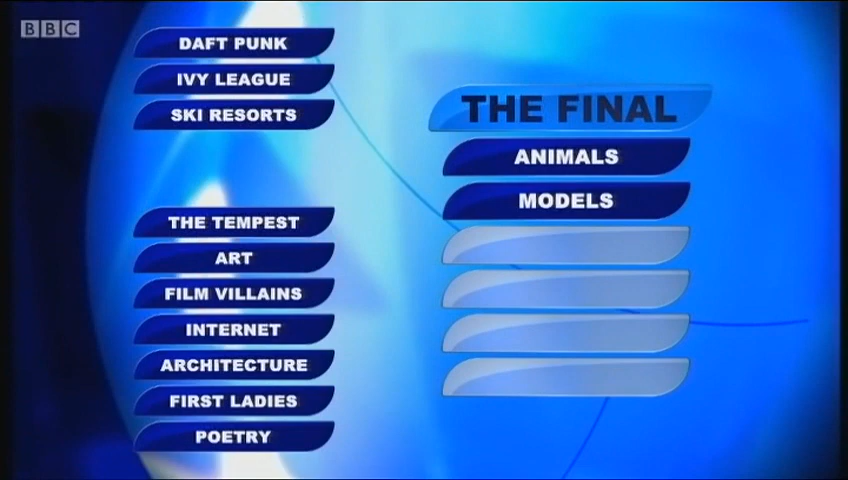 BBC
DAFT PUNK
IVY LEAGUE
SKI RESORTS
THE TEMPEST
ART
FILM VILLAINS
INTERNET
ARCHITECTURE
FIRST LADIES
POETRY
THE FINAL
ANIMALS
MODELS